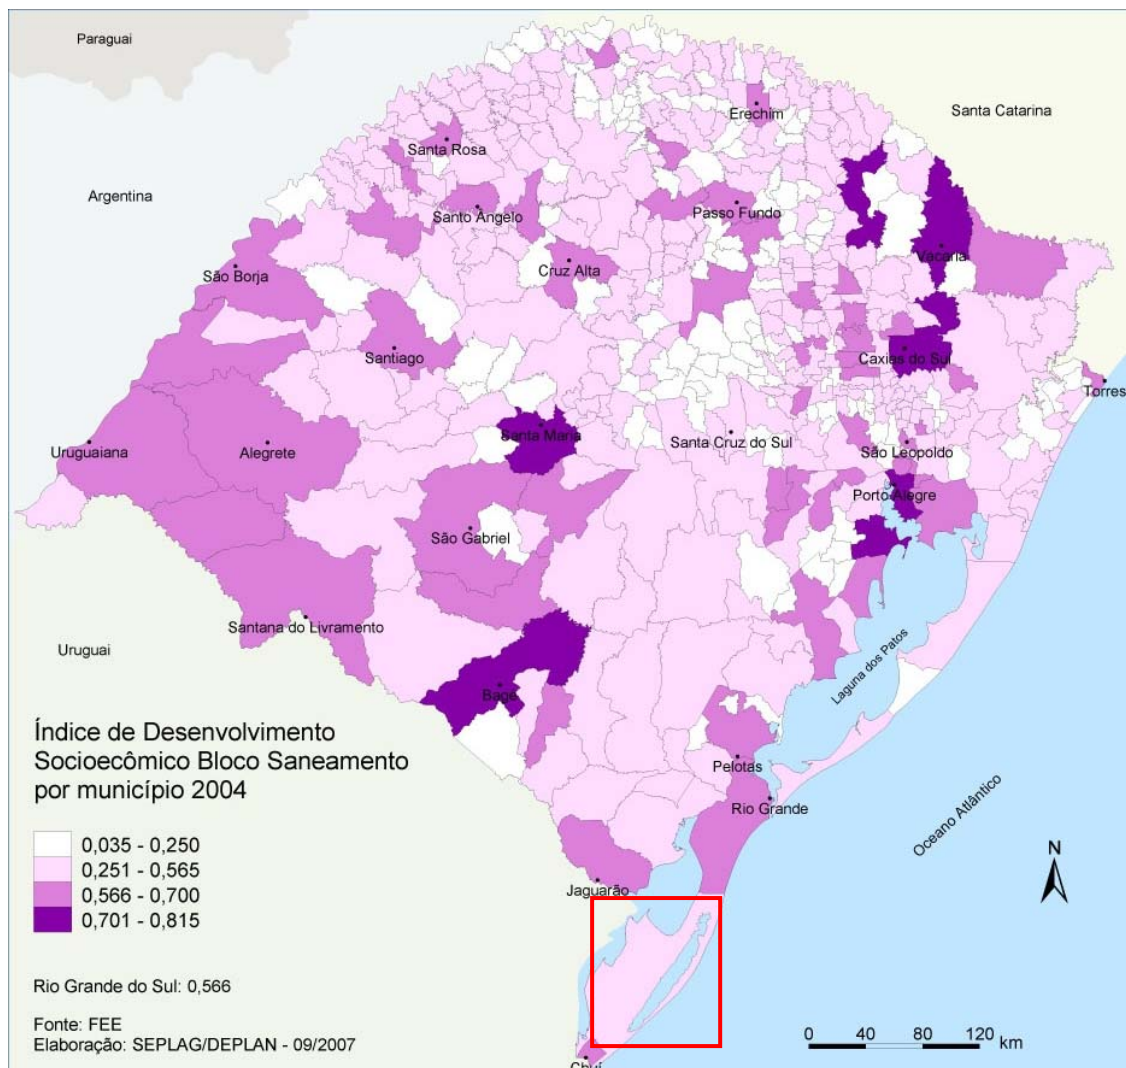 Paraguai
Santa Catarina
Erechim
Santa Rosa
Argentina
Santo Ângelo
Passo Fundo
Vacaria
São Borja
Cruz Alta
Santiago
Caxias do Sul
Torres
Uruguaiana
Alegrete
Santa Maria
Santa Cruz do Sul
São Leopoldo
Porto Alegre
São Gabriel
Santana do Livramento
Uruguai
Laguna dos Patos
Bagé
Índice de Desenvolvimento
Socioecômico Bloco Saneamento
por município 2004
Pelotas
Rio Grande
Oceano Atlântico
0,035 - 0,250
0,251 - 0,565
0,566 - 0,700
0,701 - 0,815
N
Jaguarão
Rio Grande do Sul: 0,566
Fonte: FEE
Elaboração: SEPLAG/DEPLAN - 09/2007
0 40 80 120 km
Chuí